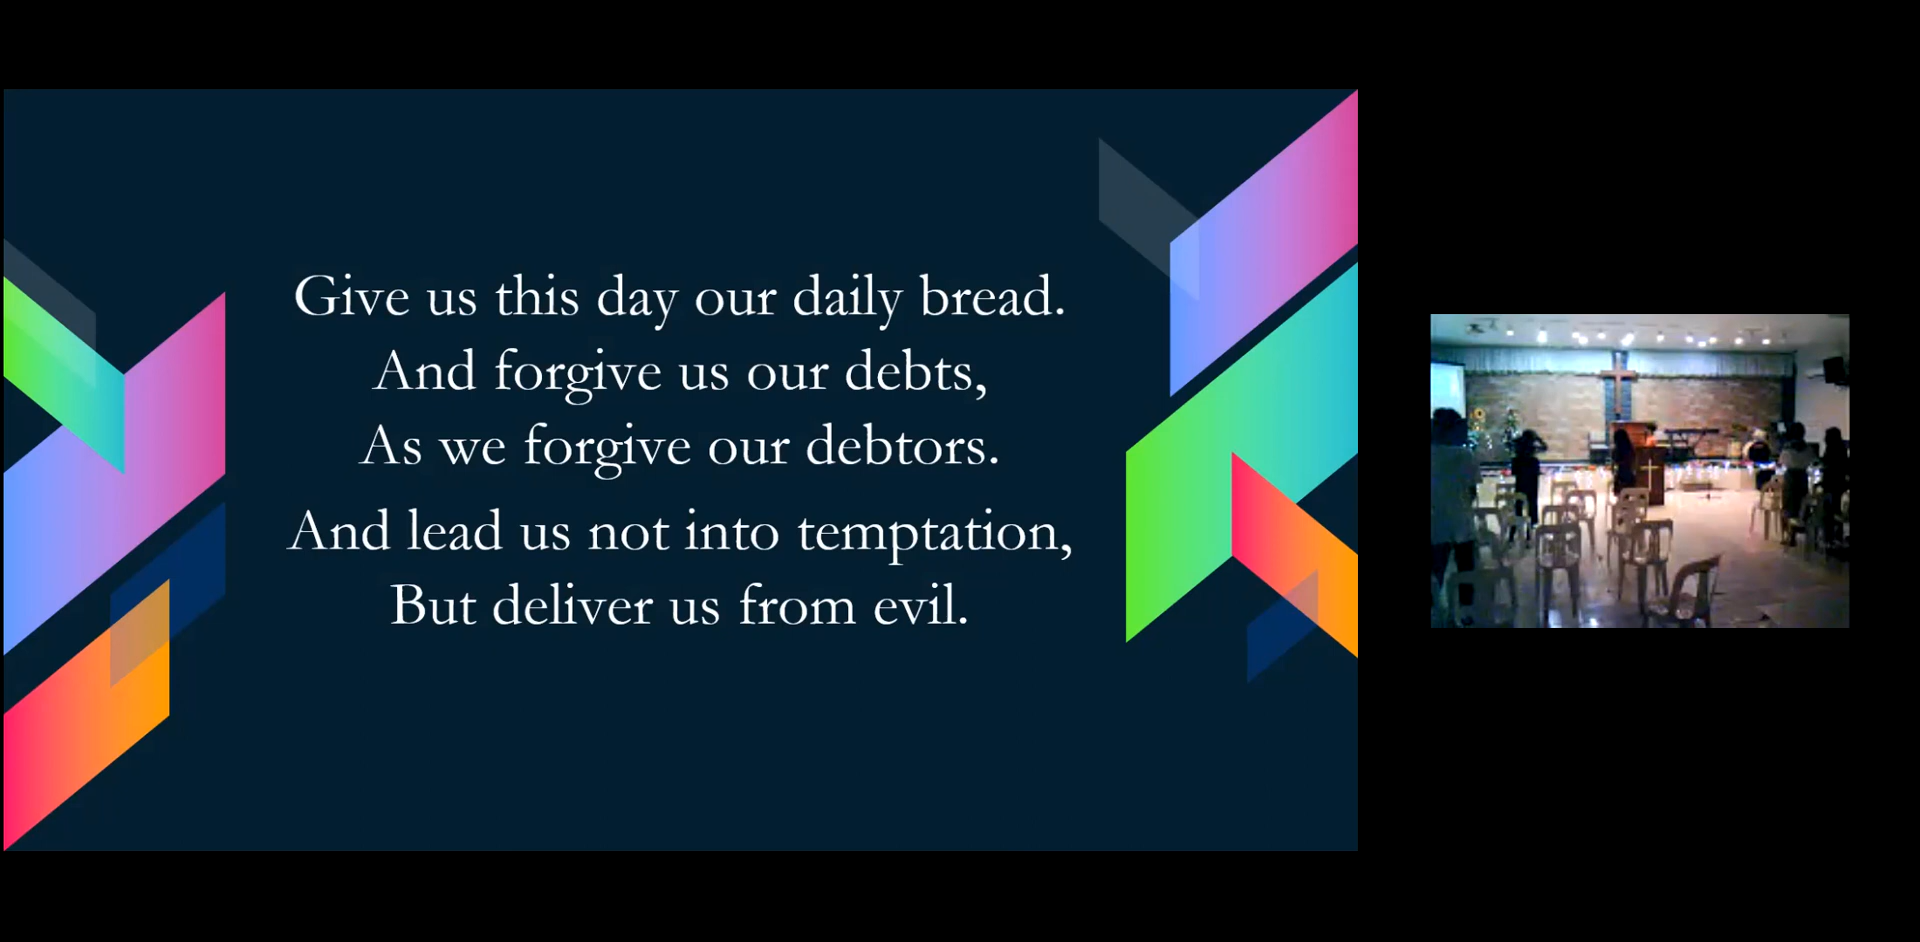 Give us this day our daily bread.
And forgive us our debts,
As we forgive our debtors.
And lead us not into temptation,
But deliver us from evil.